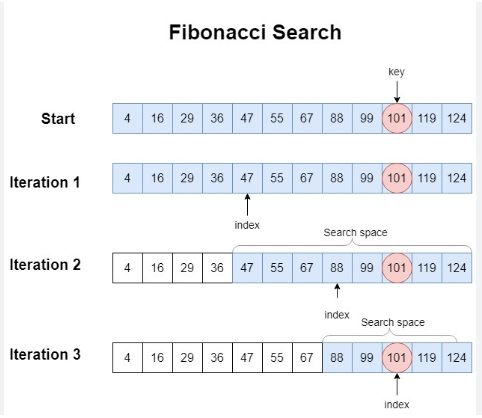 Fibonacci Search
key
Start 4 16 29 36 47 55 67 88 99 101 119 124
Iteration 1 4 16 29 36 47 55 67 88 99 101 119 124
index
Search space
Iteration 2 4 16 29 36 47 55 67 88 99 101 119 124
index
Search space
Iteration 3 4 16 29 36 47 55 67 88 99 101 119 124
index